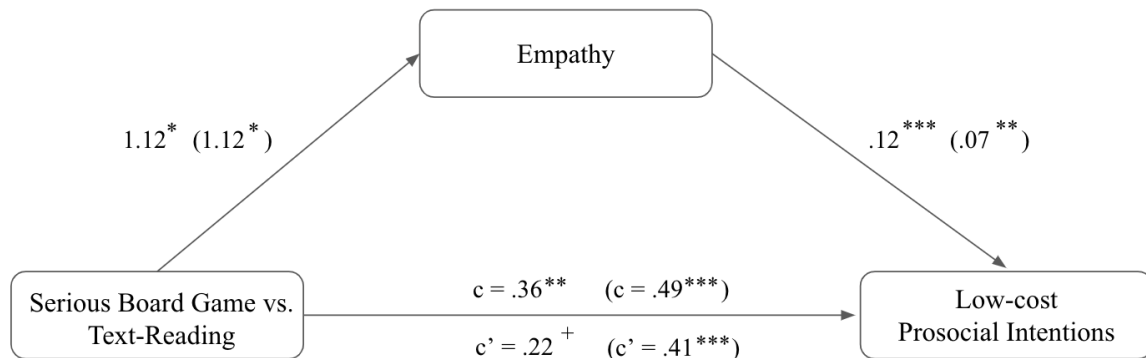 Empathy
1.12* (1.12*)
.12*** (.07**)
Serious Board Game vs.
Text-Reading
c = .36** (c = .49***)
c’ = .22 + (c’ = .41***)
Low-cost
Prosocial Intentions